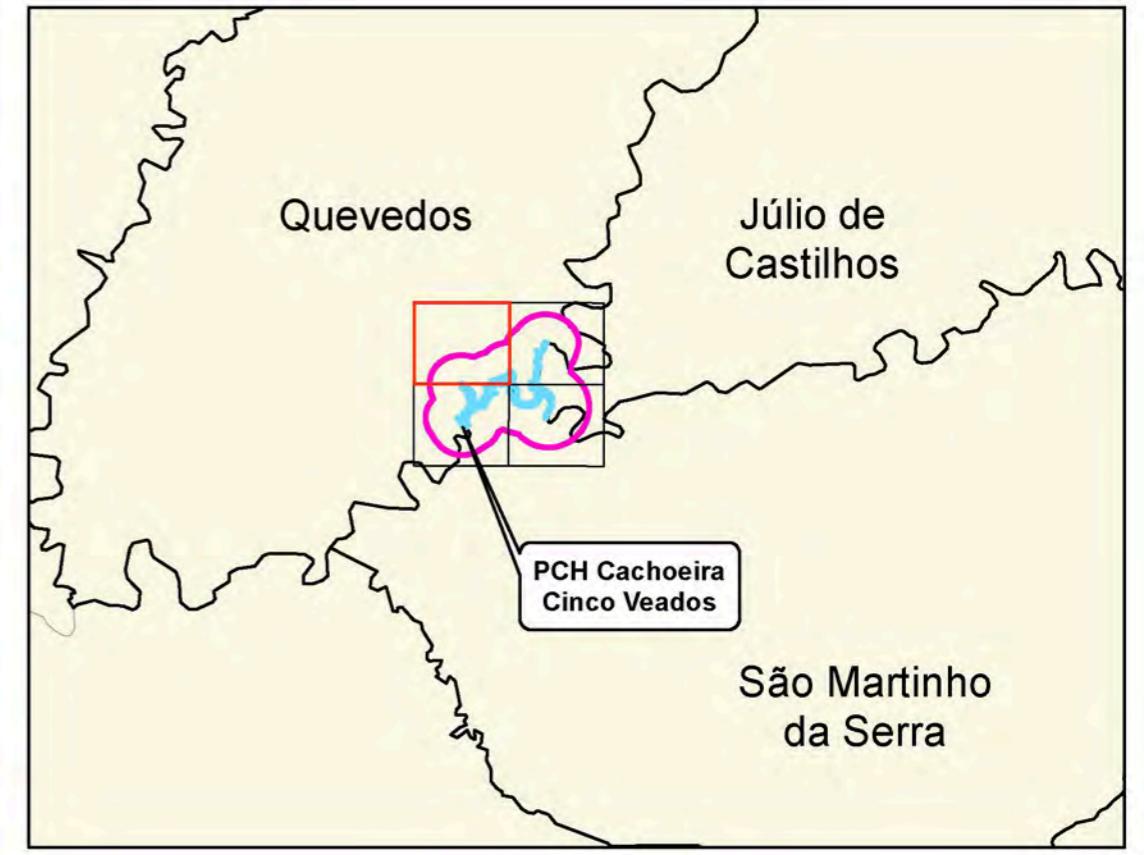 Quevedos
Júlio de
Castilhos
PCH Cachoeira
Cinco Veados
São Martinho
da Serra